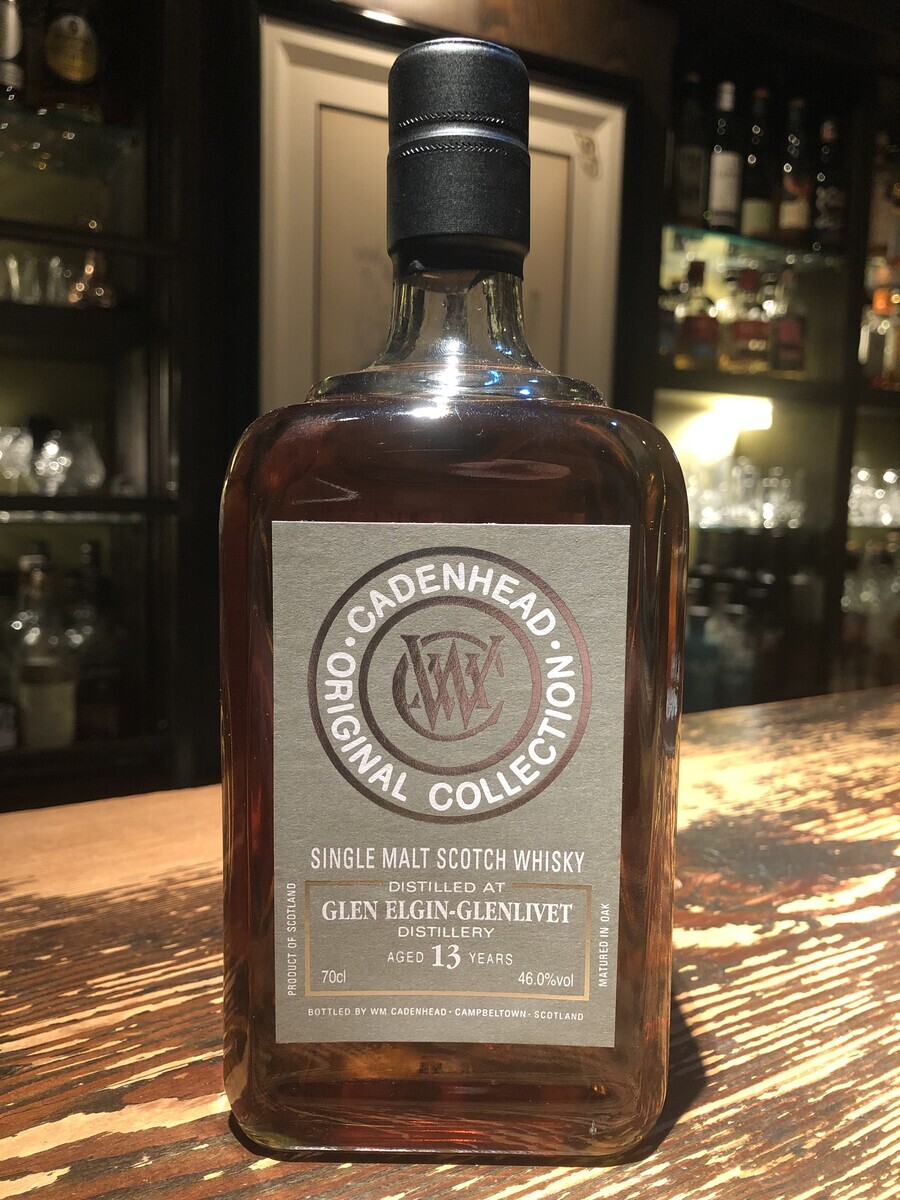 ·CADENHEAD·
ORIGINAL COLLECTION
WC
SINGLE MALT SCOTCH WHISKY
DISTILLED AT
GLEN ELGIN-GLENLIVET
DISTILLERY
AGED 13 YEARS
70cl 46.0%vol
PRODUCT OF SCOTLAND
MATURED IN OAK
BOTTLED BY WM CADENHEAD · CAMPBELTOWN · SCOTLAND